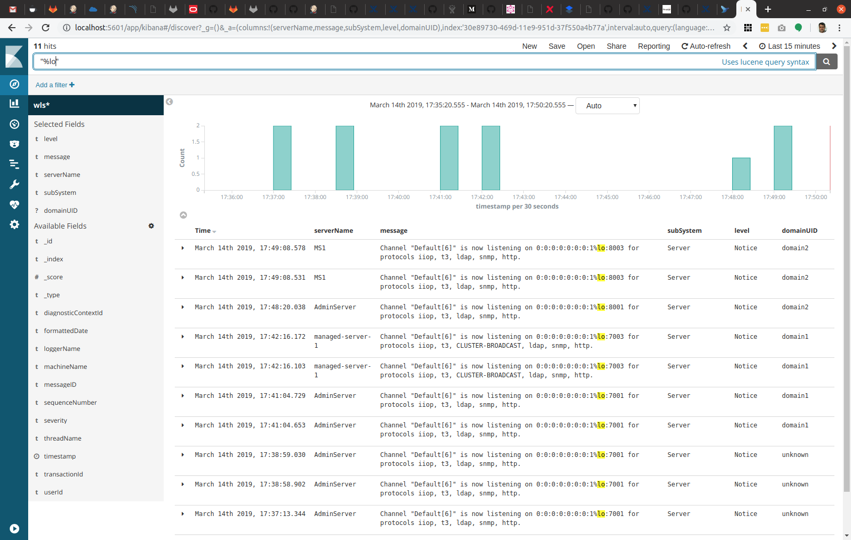 localhost:5601/app/kibana#/discover?_g=()&_a=(columns:!(serverName,message,subSystem,level,domainUID),index:'30e89730-469d-11e9-951d-37f550a4b77a',interval:auto,query:(language:...
11 hits
New Save Open Share Reporting Auto-refresh Last 15 minutes
"%lo"
Uses lucene query syntax
Add a filter +
wls*
Selected Fields
t level
t message
t serverName
t subSystem
? domainUID
Available Fields
t _id
t _index
# _score
t _type
t diagnosticContextId
t formattedDate
t loggerName
t machineName
t messageID
t sequenceNumber
t severity
t threadName
timestamp
t transactionId
t userId
March 14th 2019, 17:35:20.555 - March 14th 2019, 17:50:20.555 —
Auto
Count
2
1.5
1
0.5
0
17:36:00 17:37:00 17:38:00 17:39:00 17:40:00 17:41:00 17:42:00 17:43:00 17:44:00 17:45:00 17:46:00 17:47:00 17:48:00 17:49:00 17:50:00
timestamp per 30 seconds
Time serverName message subSystem level domainUID
March 14th 2019, 17:49:08.578 MS1 Channel "Default[6]" is now listening on 0:0:0:0:0:0:0:1%lo:8003 for Server Notice domain2
protocols iiop, t3, ldap, snmp, http.
March 14th 2019, 17:49:08.531 MS1 Channel "Default[6]" is now listening on 0:0:0:0:0:0:0:1%lo:8003 for Server Notice domain2
protocols iiop, t3, ldap, snmp, http.
March 14th 2019, 17:48:20.038 AdminServer Channel "Default[6]" is now listening on 0:0:0:0:0:0:0:1%lo:8001 for Server Notice domain2
protocols iiop, t3, ldap, snmp, http.
March 14th 2019, 17:42:16.172 managed-server- Channel "Default[6]" is now listening on 0:0:0:0:0:0:0:1%lo:7003 for Server Notice domain1
1 protocols iiop, t3, CLUSTER-BROADCAST, ldap, snmp, http.
March 14th 2019, 17:42:16.103 managed-server- Channel "Default[6]" is now listening on 0:0:0:0:0:0:0:1%lo:7003 for Server Notice domain1
1 protocols iiop, t3, CLUSTER-BROADCAST, ldap, snmp, http.
March 14th 2019, 17:41:04.729 AdminServer Channel "Default[6]" is now listening on 0:0:0:0:0:0:0:1%lo:7001 for Server Notice domain1
protocols iiop, t3, ldap, snmp, http.
March 14th 2019, 17:41:04.653 AdminServer Channel "Default[6]" is now listening on 0:0:0:0:0:0:0:1%lo:7001 for Server Notice domain1
protocols iiop, t3, ldap, snmp, http.
March 14th 2019, 17:38:59.030 AdminServer Channel "Default[6]" is now listening on 0:0:0:0:0:0:0:1%lo:7001 for Server Notice unknown
protocols iiop, t3, ldap, snmp, http.
March 14th 2019, 17:38:58.902 AdminServer Channel "Default[6]" is now listening on 0:0:0:0:0:0:0:1%lo:7001 for Server Notice unknown
protocols iiop, t3, ldap, snmp, http.
March 14th 2019, 17:37:13.344 AdminServer Channel "Default[6]" is now listening on 0:0:0:0:0:0:0:1%lo:7001 for Server Notice unknown
protocols iiop, t3, ldap, snmp, http.